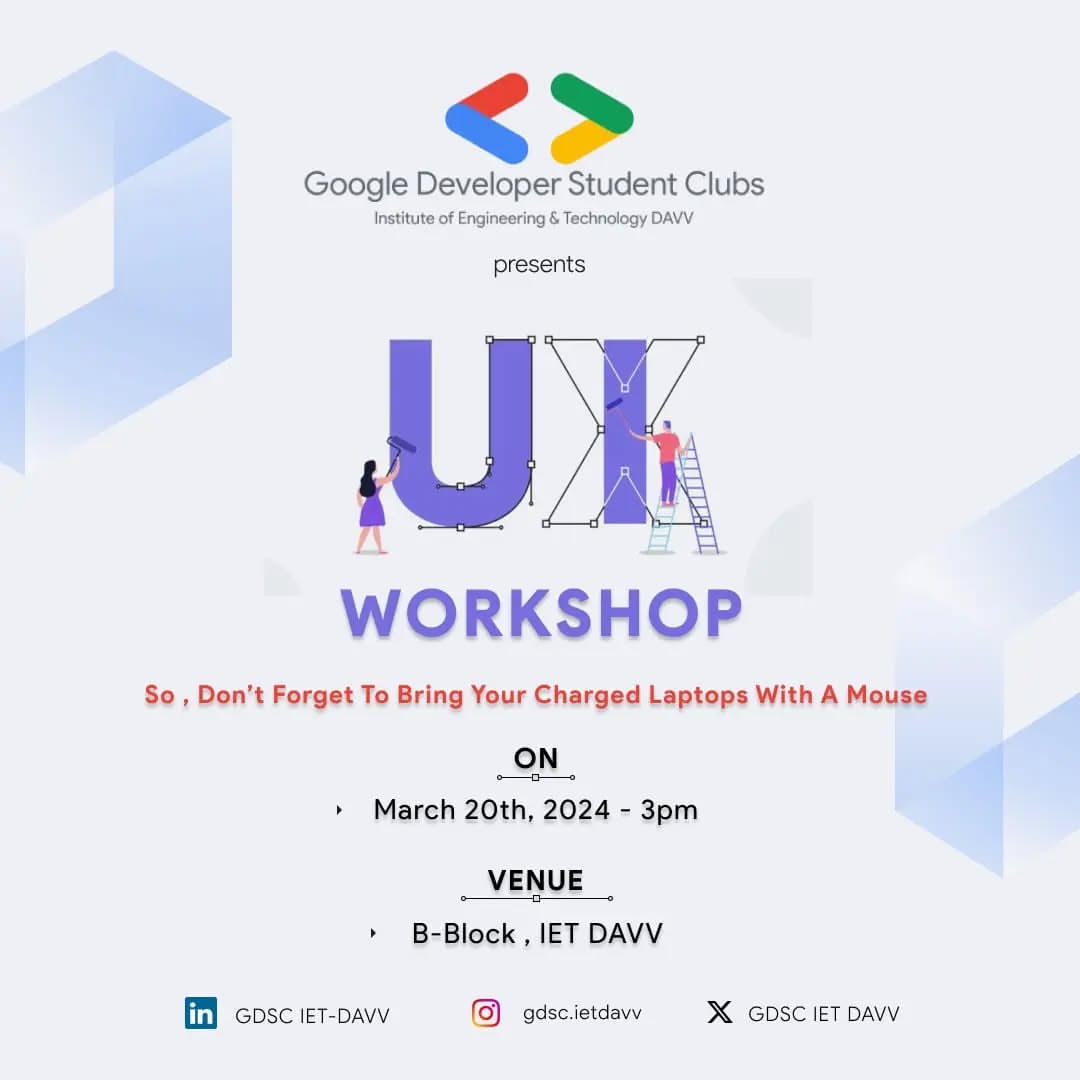 Google Developer Student Clubs
Institute of Engineering & Technology DAVV
presents
UX
WORKSHOP
So , Don’t Forget To Bring Your Charged Laptops With A Mouse
ON
March 20th, 2024 - 3pm
VENUE
B-Block , IET DAVV
in GDSC IET-DAVV
gdsc.ietdavv
X GDSC IET DAVV